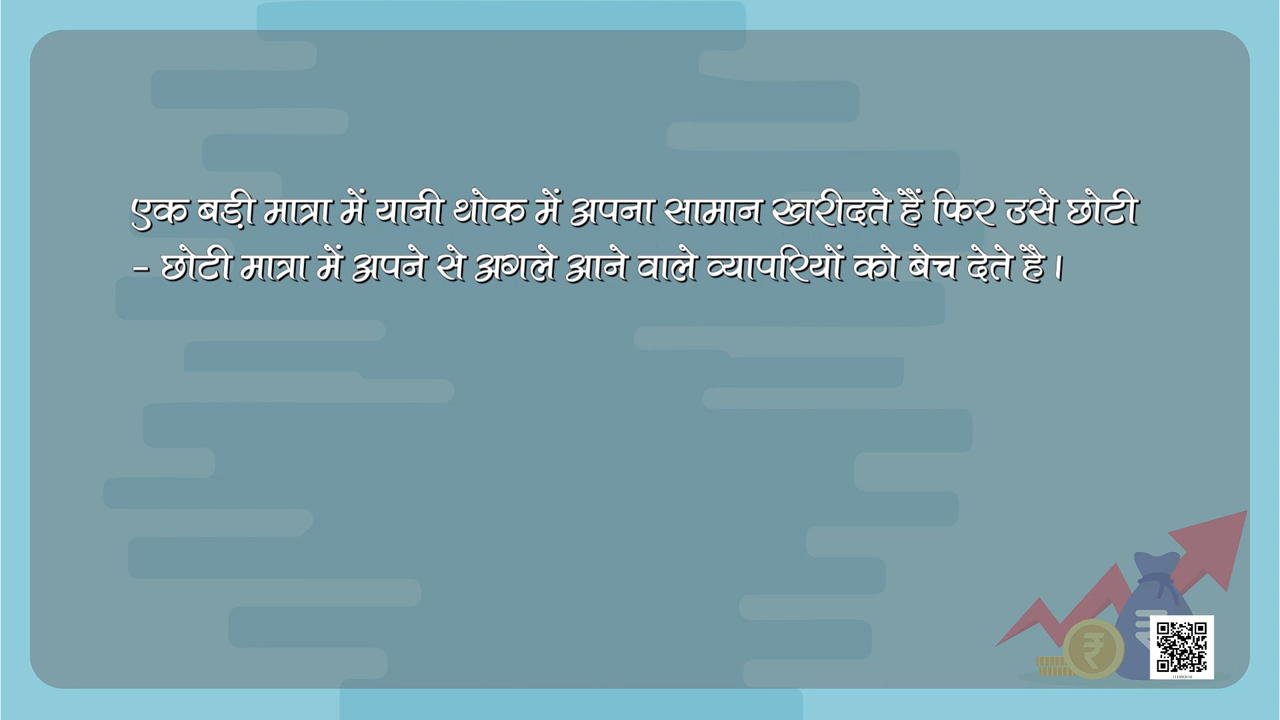 एक बड़ी मात्रा में यानी थोक में अपना सामान खरीदते हैं फिर उसे छोटी
- छोटी मात्रा में अपने से अगले आने वाले व्यापरियों को बेच देते है ।